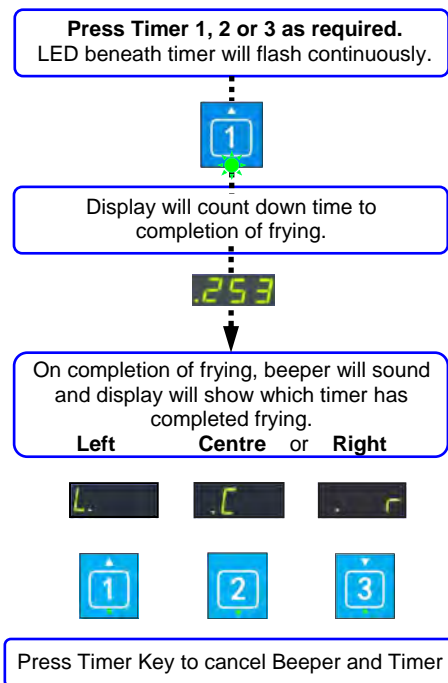 Press Timer 1, 2 or 3 as required.
LED beneath timer will flash continuously.
1
Display will count down time to
completion of frying.
.253
On completion of frying, beeper will sound
and display will show which timer has
completed frying.
Left Centre or Right
L. .C . r
1 2 3
Press Timer Key to cancel Beeper and Timer